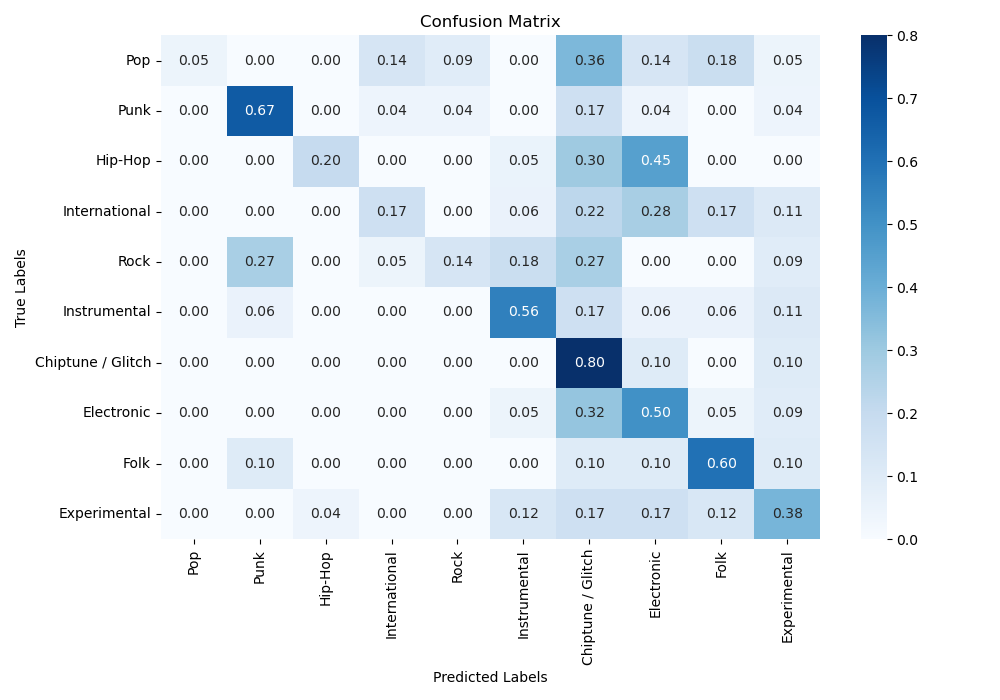 Confusion Matrix
Pop 0.05 0.00 0.00 0.14 0.09 0.00 0.36 0.14 0.18 0.05
Punk 0.00 0.67 0.00 0.04 0.04 0.00 0.17 0.04 0.00 0.04
Hip-Hop 0.00 0.00 0.20 0.00 0.00 0.05 0.30 0.45 0.00 0.00
International 0.00 0.00 0.00 0.17 0.00 0.06 0.22 0.28 0.17 0.11
Rock 0.00 0.27 0.00 0.05 0.14 0.18 0.27 0.00 0.00 0.09
Instrumental 0.00 0.06 0.00 0.00 0.00 0.56 0.17 0.06 0.06 0.11
Chiptune / Glitch 0.00 0.00 0.00 0.00 0.00 0.00 0.80 0.10 0.00 0.10
Electronic 0.00 0.00 0.00 0.00 0.00 0.05 0.32 0.50 0.05 0.09
Folk 0.00 0.10 0.00 0.00 0.00 0.00 0.10 0.10 0.60 0.10
Experimental 0.00 0.00 0.04 0.00 0.00 0.12 0.17 0.17 0.12 0.38
True Labels
Pop
Punk
Hip-Hop
International
Rock
Instrumental
Chiptune / Glitch
Electronic
Folk
Experimental
Predicted Labels
0.8
0.7
0.6
0.5
0.4
0.3
0.2
0.1
0.0